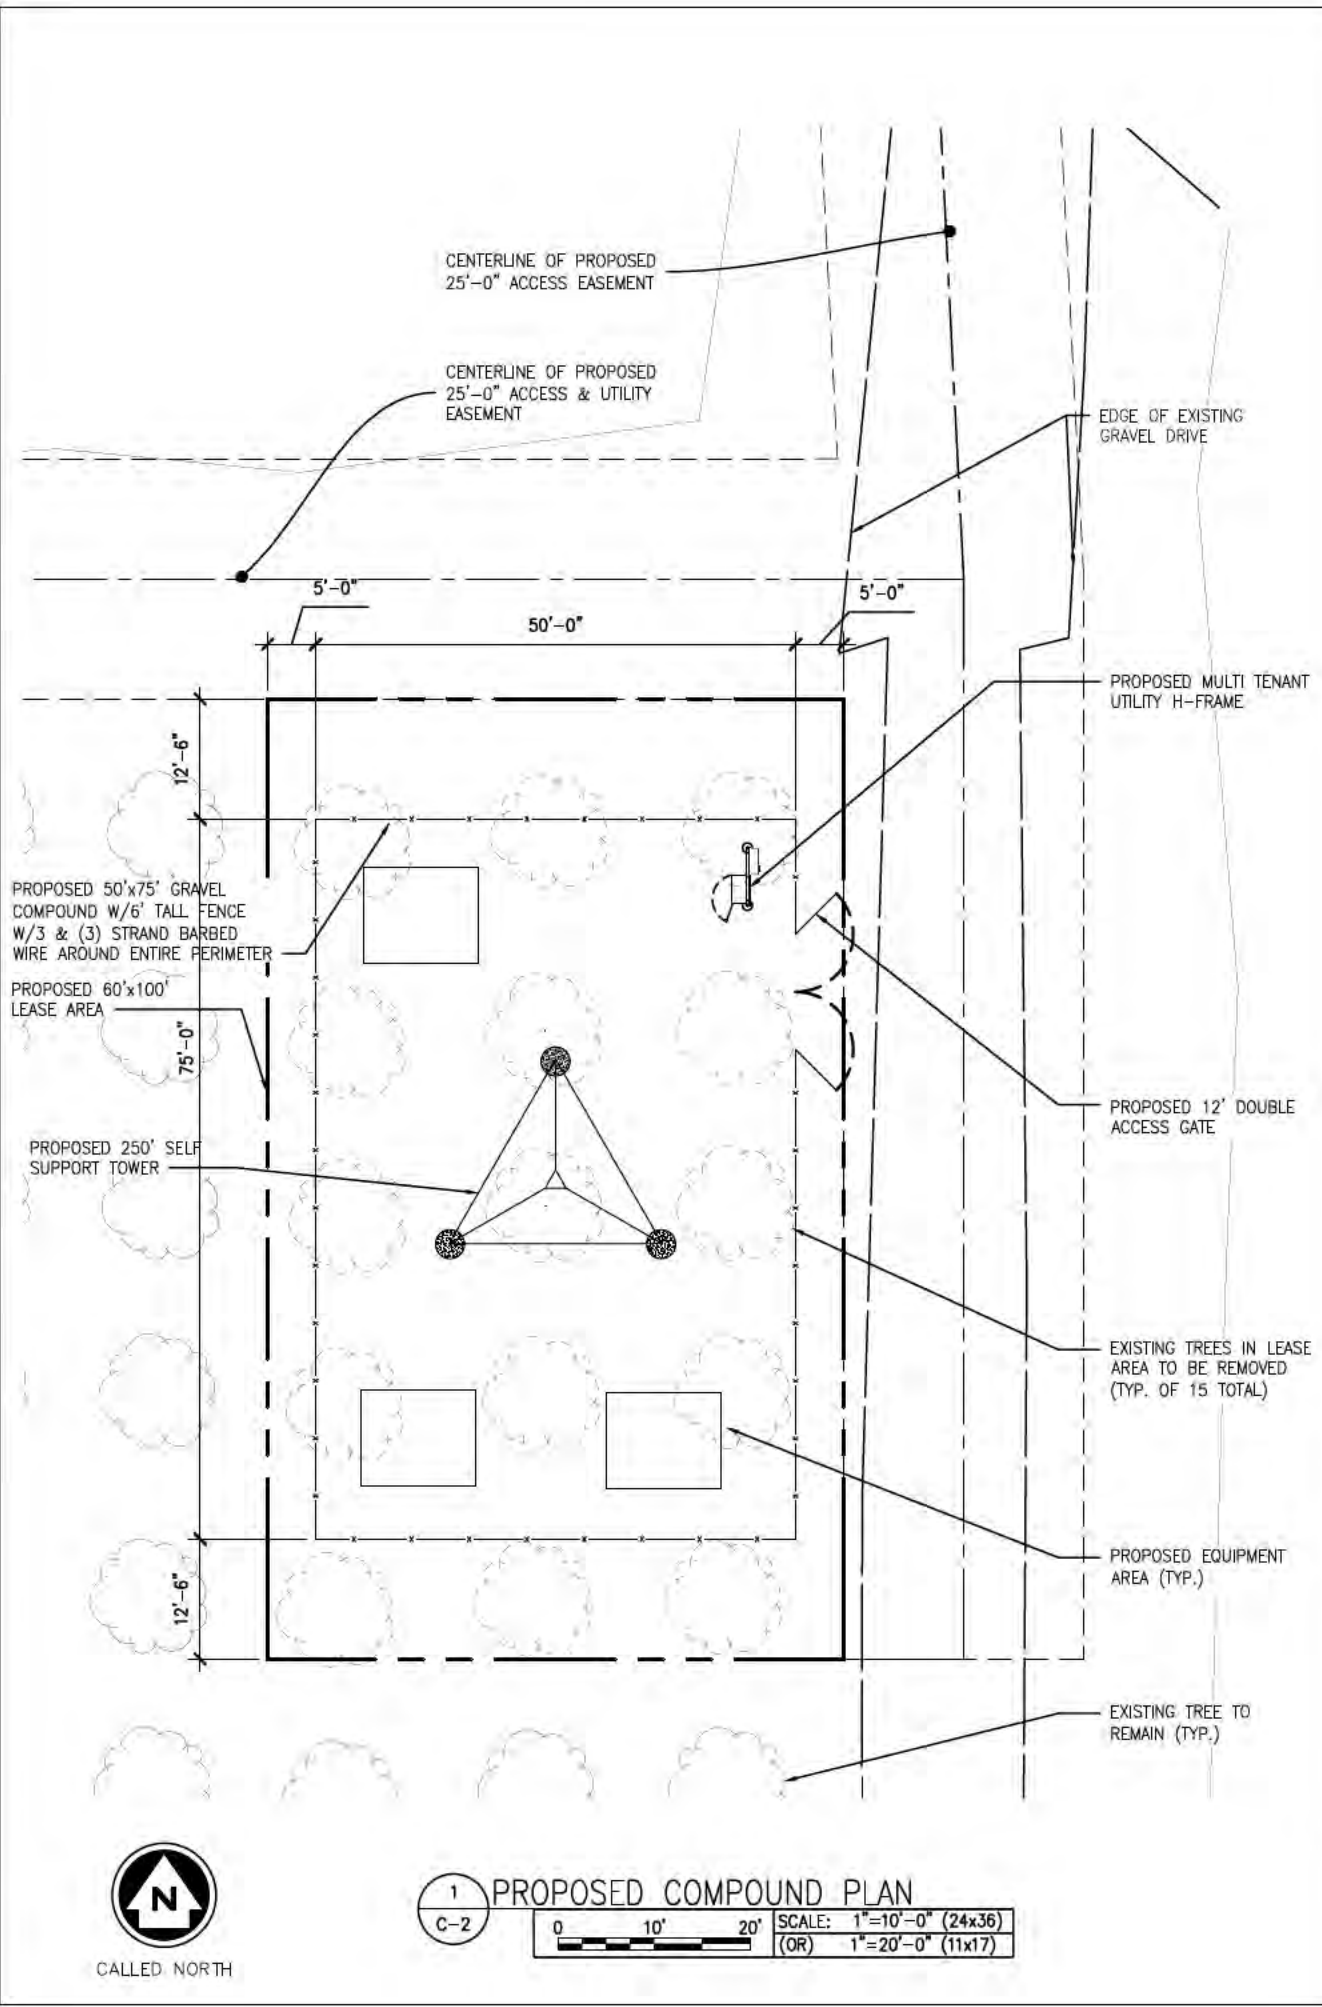 CENTERLINE OF PROPOSED
25'-0" ACCESS EASEMENT
CENTERLINE OF PROPOSED
25'-0" ACCESS & UTILITY
EASEMENT
EDGE OF EXISTING
GRAVEL DRIVE
5'-0"
50'-0"
5'-0"
PROPOSED MULTI TENANT
UTILITY H-FRAME
12'-6"
PROPOSED 50'x75' GRAVEL
COMPOUND W/6' TALL FENCE
W/3 & (3) STRAND BARBED
WIRE AROUND ENTIRE PERIMETER
PROPOSED 60'x100'
LEASE AREA
75'-0"
PROPOSED 12' DOUBLE
ACCESS GATE
PROPOSED 250' SELF
SUPPORT TOWER
EXISTING TREES IN LEASE
AREA TO BE REMOVED
(TYP. OF 15 TOTAL)
PROPOSED EQUIPMENT
AREA (TYP.)
12'-6"
EXISTING TREE TO
REMAIN (TYP.)
N
CALLED NORTH
1
C-2
PROPOSED COMPOUND PLAN
0 10' 20'
SCALE: 1"=10'-0" (24x36)
(OR) 1"=20'-0" (11x17)